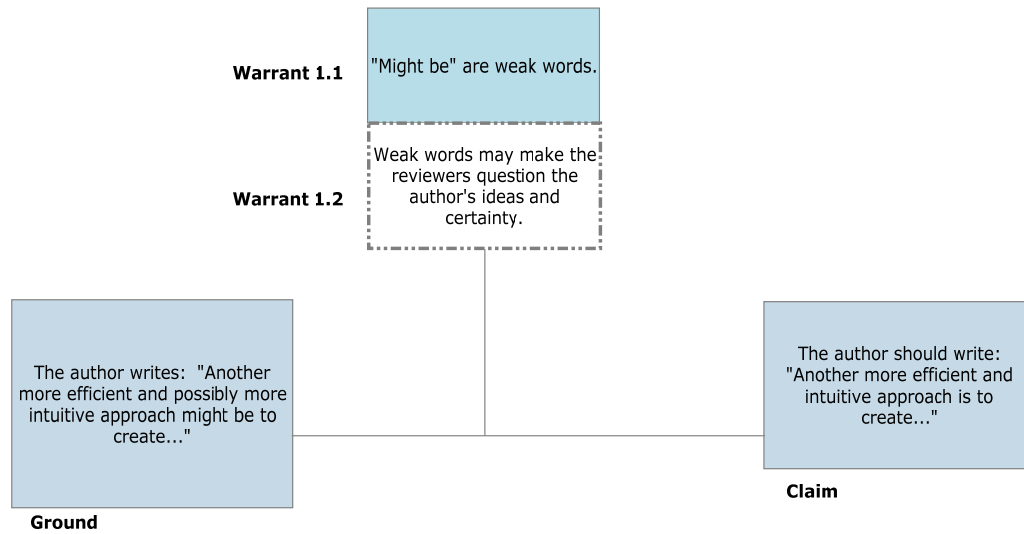 Warrant 1.1
"Might be" are weak words.
Warrant 1.2
Weak words may make the
reviewers question the
author's ideas and
certainty.
The author writes:  "Another
more efficient and possibly more
intuitive approach might be to
create..."
Ground
The author should write:
"Another more efficient and
intuitive approach is to
create..."
Claim